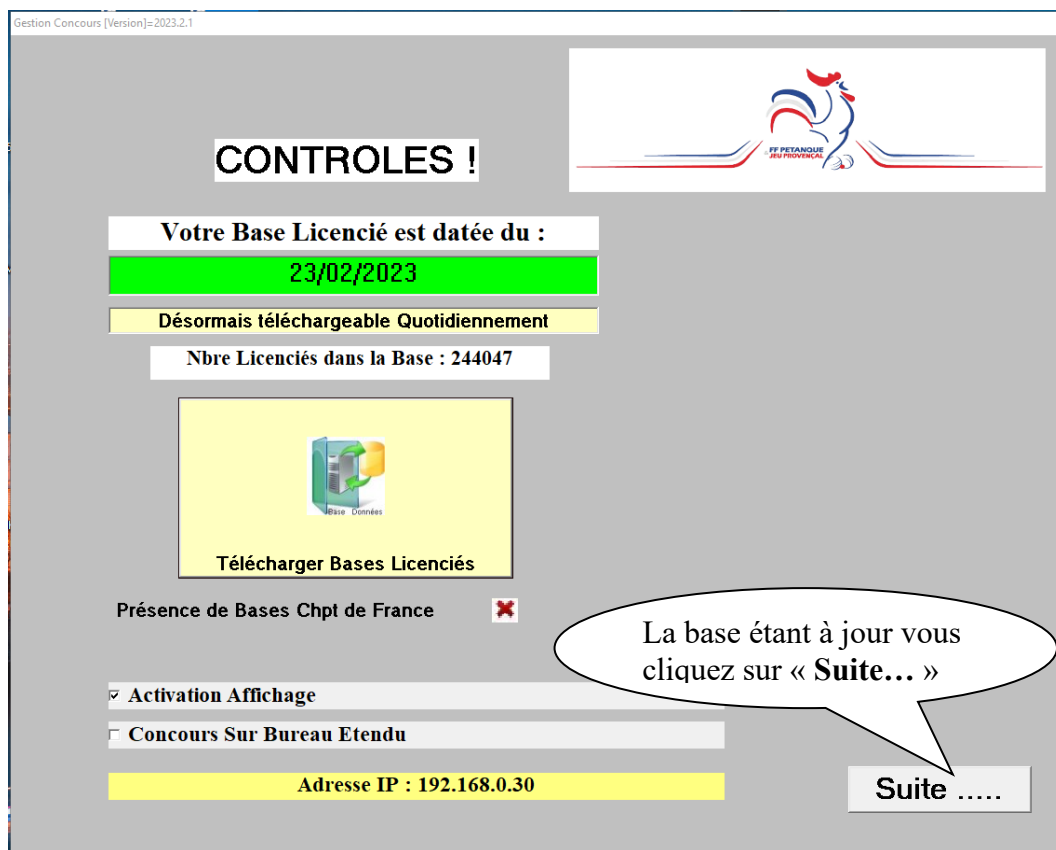 Gestion Concours [Version]=2023.2.1
FF PETANQUE
JEU PROVENÇAL
CONTROLES !
Votre Base Licencié est datée du :
23/02/2023
Désormais téléchargeable Quotidiennement
Nbre Licenciés dans la Base : 244047
Base Données
Télécharger Bases Licenciés
Présence de Bases Chpt de France
La base étant à jour vous
cliquez sur « Suite… »
Activation Affichage
Concours Sur Bureau Etendu
Adresse IP : 192.168.0.30
Suite .....